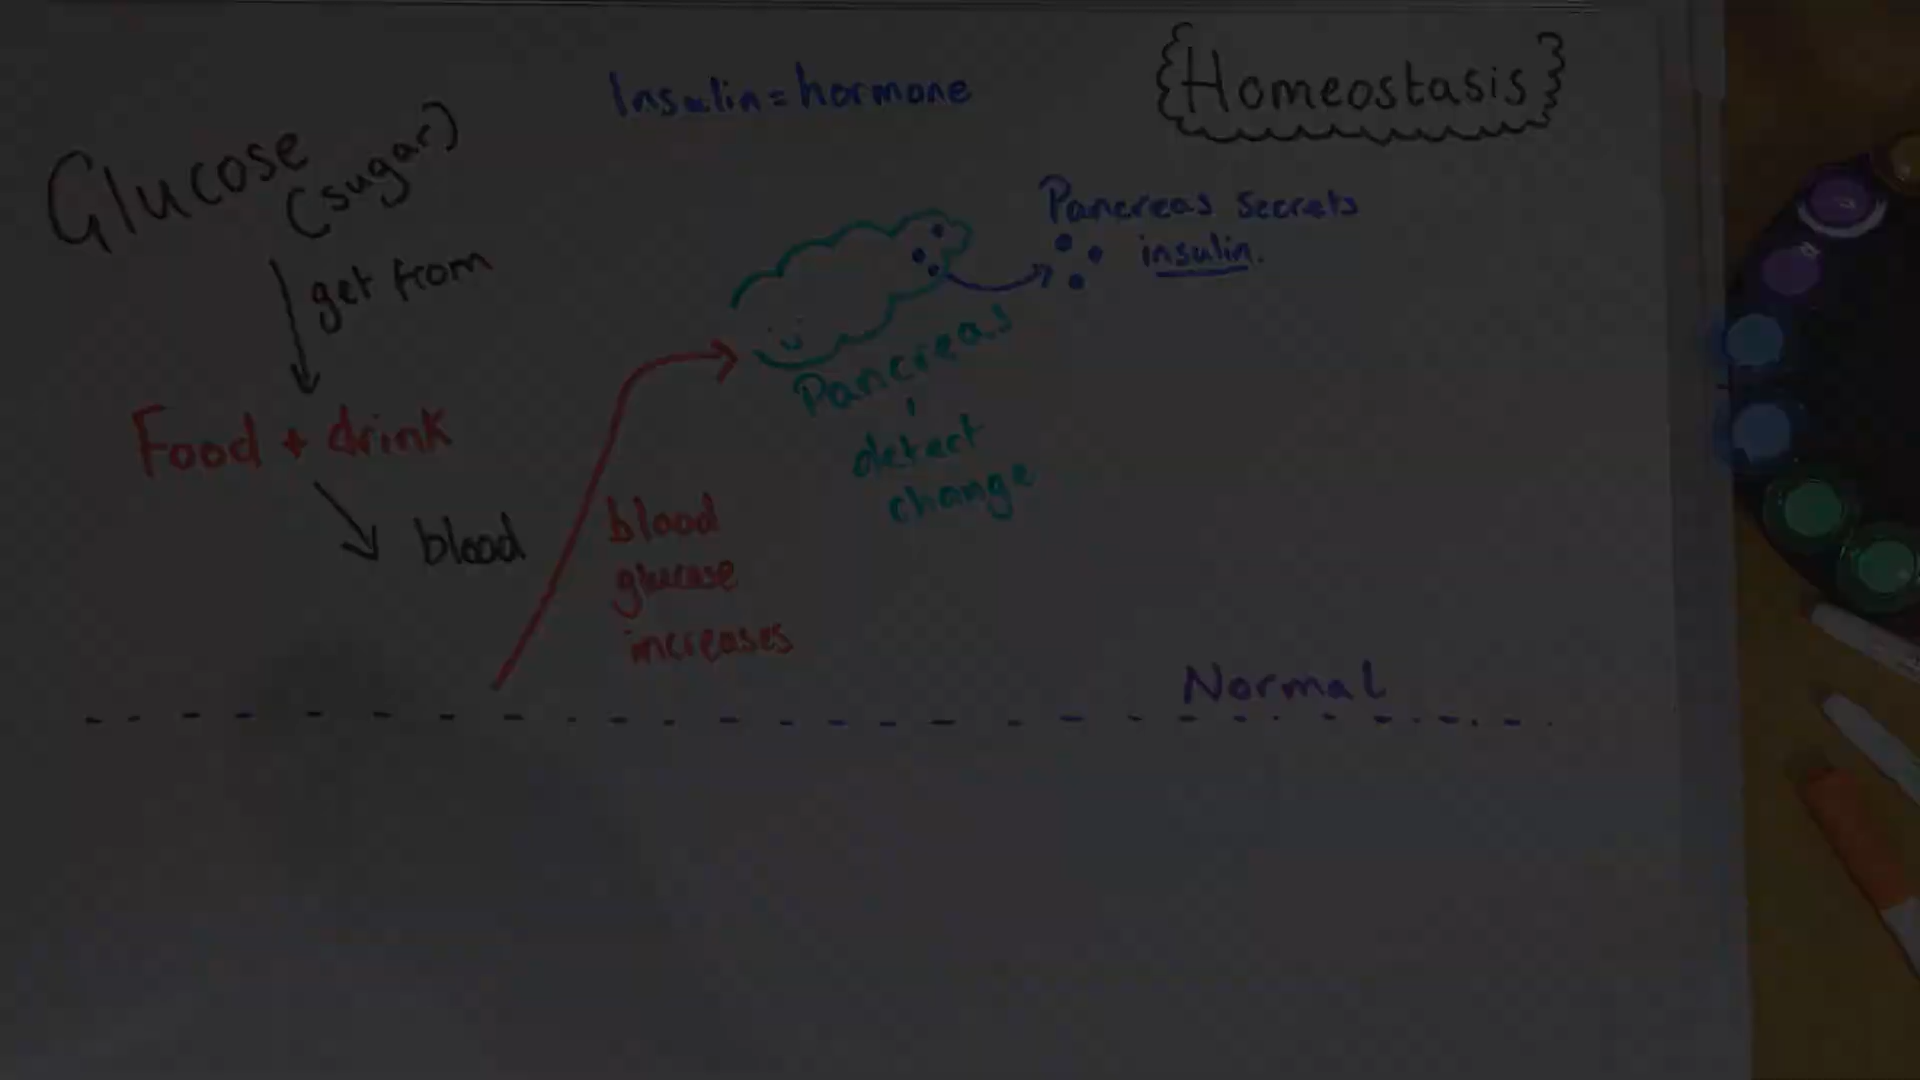 Insulin = hormone
Homeostasis
Glucose
(sugar)
get from
Food + drink
blood
blood
glucose
increases
Pancreas
detect
change
Pancreas secrets
insulin.
Normal